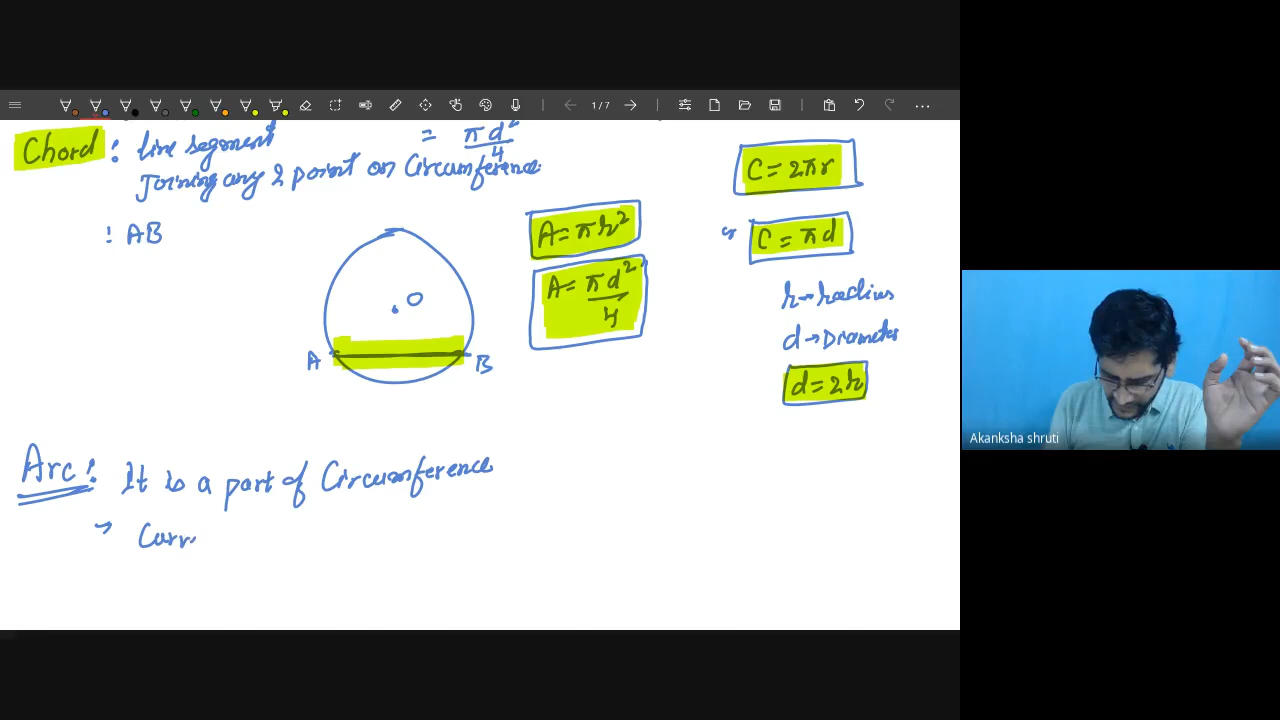 1/7
Chord : line segment
Joining any 2 point on Circumference.
: AB
= πd²/4
A = πr²
A = πd²/4
C = 2πr
C = πd
r → radius
d → Diameter
d = 2r
O
A
B
Arc : It is a part of Circumference
→ Curv
Akanksha shruti